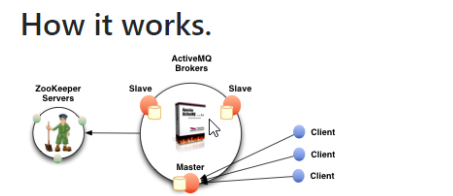 How it works.
ActiveMQ
Brokers
ZooKeeper
Servers
Slave
Slave
Master
Client
Client
Client